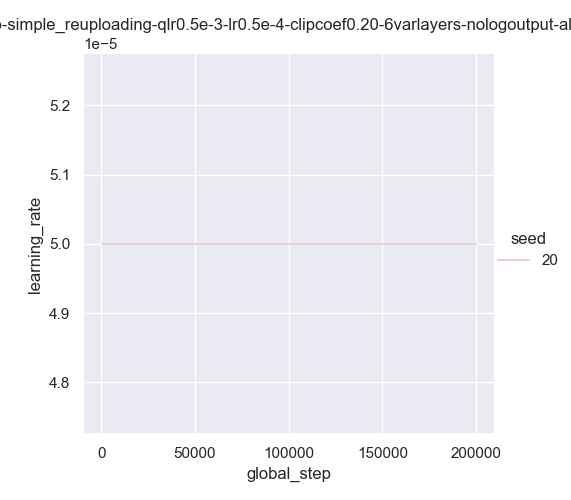 -simple_reuploading-qlr0.5e-3-lr0.5e-4-clipcoef0.20-6varlayers-nologoutput-al
1e−5
5.2
5.1
5.0
4.9
4.8
learning_rate
0
50000
100000
150000
200000
global_step
seed
20